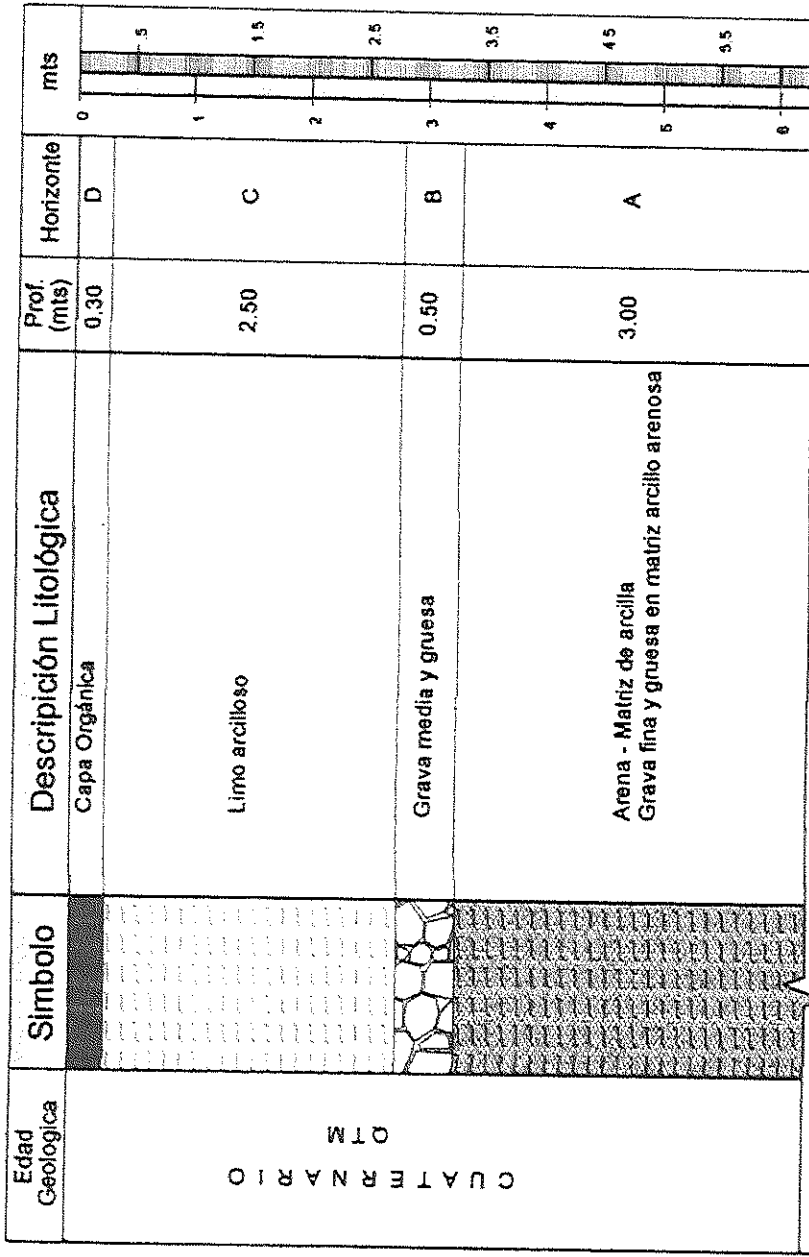 Edad
Geologica
Simbolo
Descripición Litológica
Prof.
(mts)
Horizonte
mts
CUATERNARIO
QTM
Capa Orgánica
0,30
D
Limo arcilloso
2.50
C
Grava media y gruesa
0.50
B
Arena - Matriz de arcilla
Grava fina y gruesa en matriz arcillo arenosa
3.00
A
0
.5
1
1.5
2
2.5
3
3.5
4
4.5
5
5.5
6